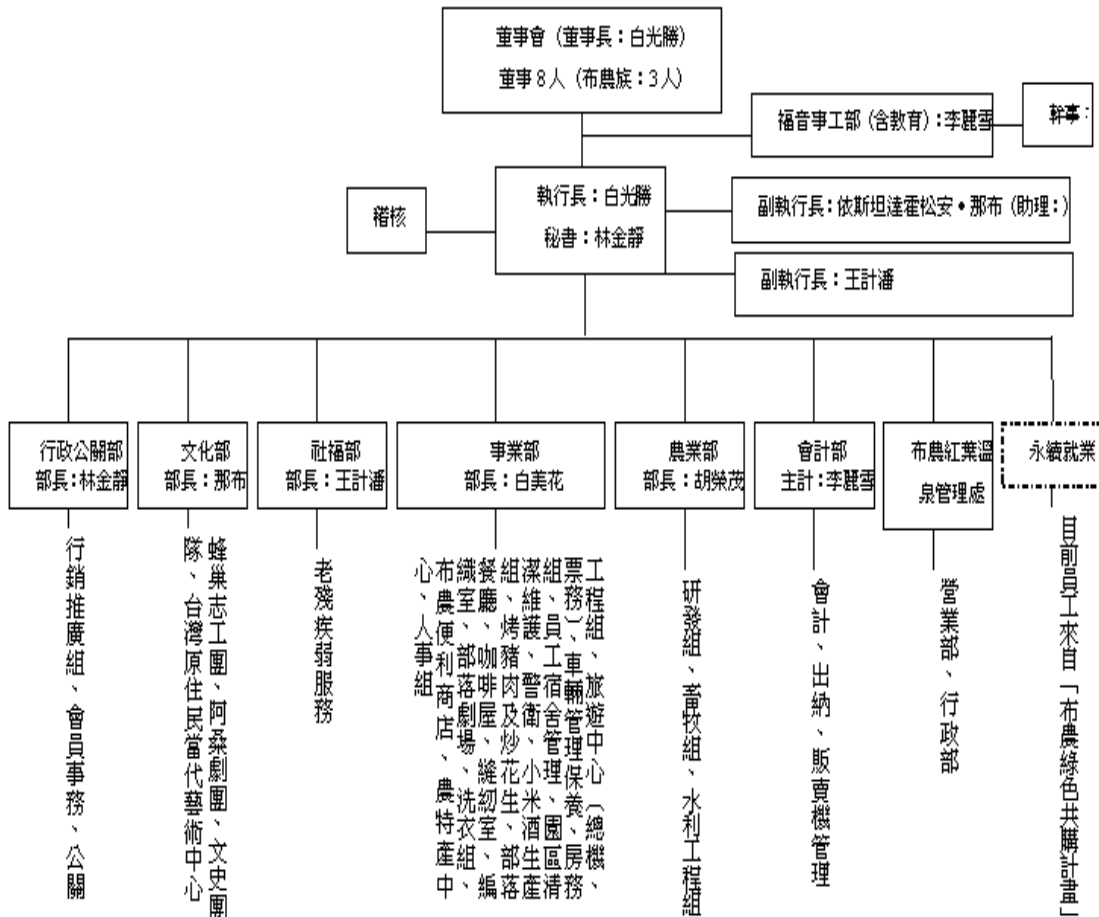 董事會（董事長：白光勝）
董事8人（布農族：3人）
福音事工部（含教育）：李麗雪
幹事：
稽核
執行長：白光勝
秘書：林金靜
副執行長：依斯坦達霍松安•那布（助理：）
副執行長：王計潘
行政公關部
部長：林金靜
文化部
部長：那布
社福部
部長：王計潘
事業部
部長：白美花
農業部
部長：胡榮茂
會計部
主計：李麗雪
布農紅葉溫
泉管理處
永續就業
行銷推廣組、會員事務、公關
蜂巢志工團、阿桑劇團、文史團
隊、台灣原住民當代藝術中心
老殘疾弱服務
工程組、旅遊中心（總機、
票務）、車輛管理保養、房務
組、員工宿舍管理、園區清
潔維護、警衛、小米酒生產
組、烤豬肉及炒花生、部落
餐廳、咖啡屋、縫紉室、編
織室、部落劇場、洗衣組、
布農便利商店、農特產中
心、人事組
研發組、畜牧組、水利工程組
會計、出納、販賣機管理
營業部、行政部
目前員工來自「布農綠色共購計畫」